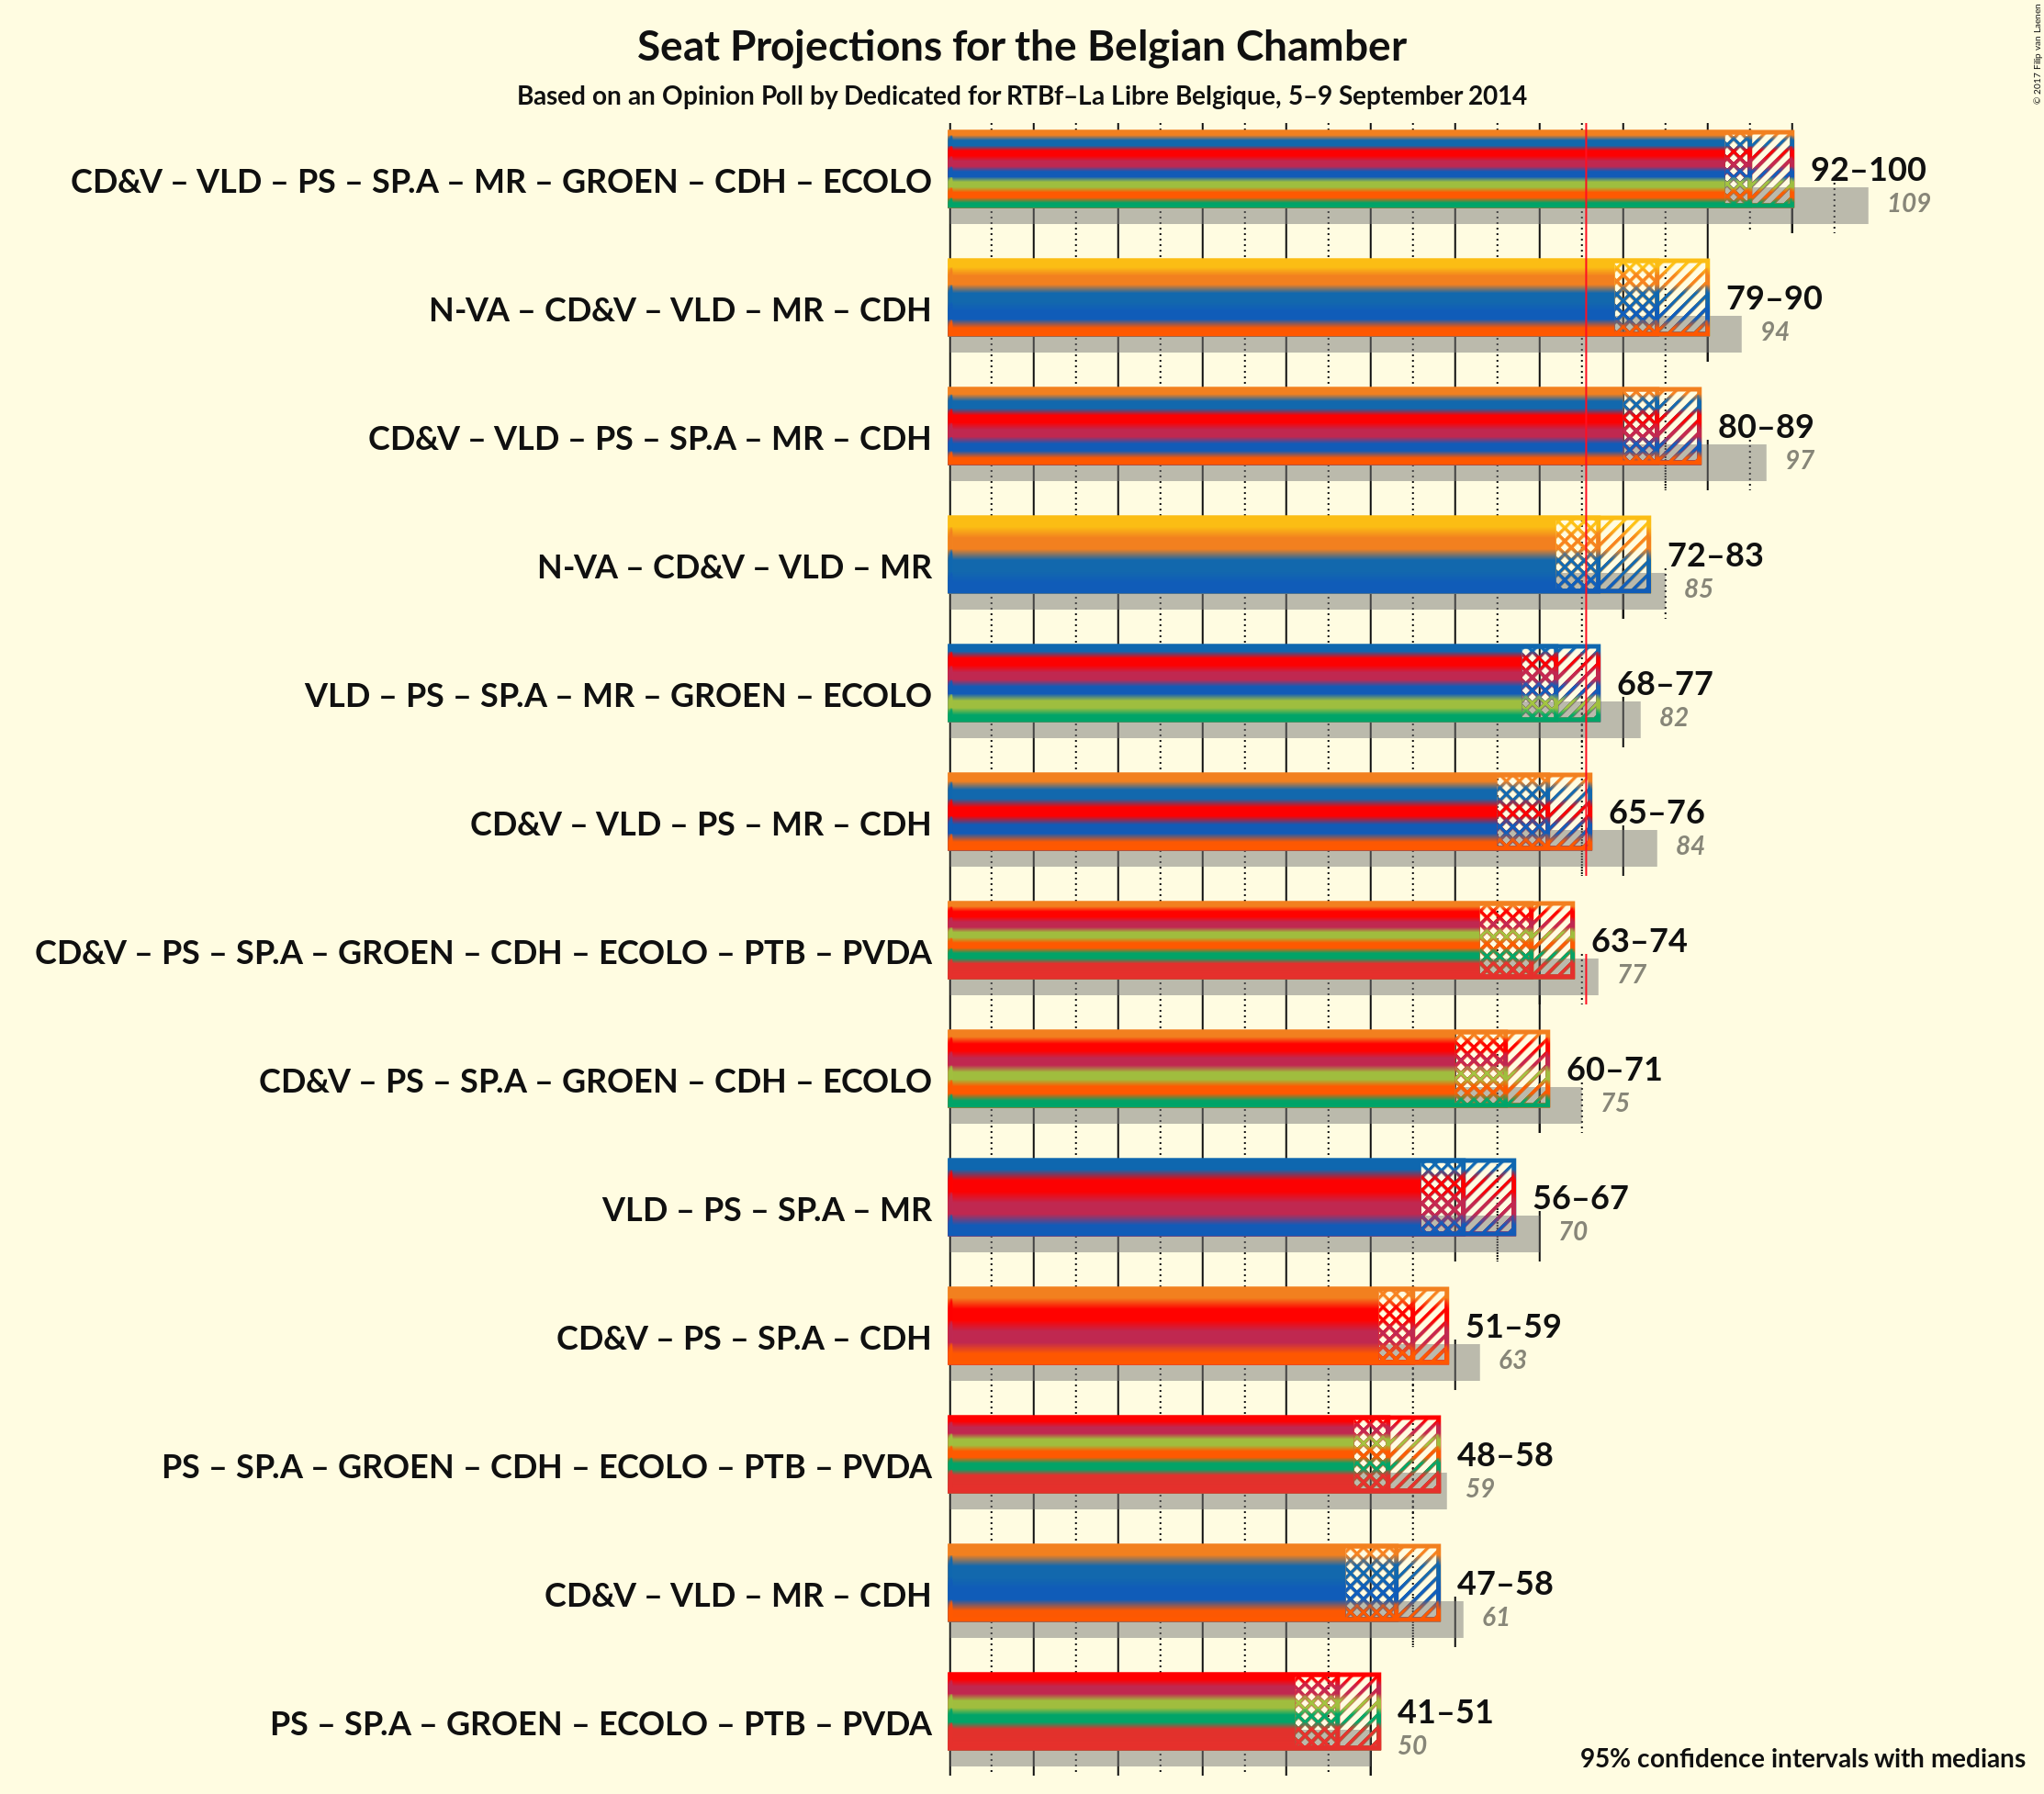 © 2017 Filip van Laenen
Seat Projections for the Belgian Chamber
Based on an Opinion Poll by Dedicated for RTBf–La Libre Belgique, 5–9 September 2014
CD&V – VLD – PS – SP.A – MR – GROEN – CDH – ECOLO
92–100
109
N-VA – CD&V – VLD – MR – CDH
79–90
94
CD&V – VLD – PS – SP.A – MR – CDH
80–89
97
N-VA – CD&V – VLD – MR
72–83
85
VLD – PS – SP.A – MR – GROEN – ECOLO
68–77
82
CD&V – VLD – PS – MR – CDH
65–76
84
CD&V – PS – SP.A – GROEN – CDH – ECOLO – PTB – PVDA
63–74
77
CD&V – PS – SP.A – GROEN – CDH – ECOLO
60–71
75
VLD – PS – SP.A – MR
56–67
70
CD&V – PS – SP.A – CDH
51–59
63
PS – SP.A – GROEN – CDH – ECOLO – PTB – PVDA
48–58
59
CD&V – VLD – MR – CDH
47–58
61
PS – SP.A – GROEN – ECOLO – PTB – PVDA
41–51
50
95% confidence intervals with medians